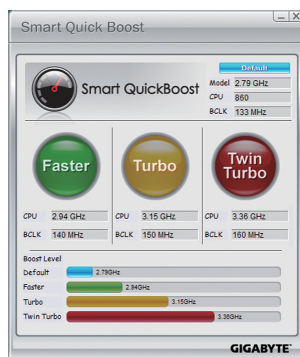 Smart Quick Boost
Default
Smart QuickBoost
Model 2.79 GHz
CPU 860
BCLK 133 MHz
Faster
Turbo
Twin
Turbo
CPU 2.94 GHz CPU 3.15 GHz CPU 3.36 GHz
BCLK 140 MHz BCLK 150 MHz BCLK 160 MHz
Boost Level
Default 2.79GHz
Faster 2.94GHz
Turbo 3.15GHz
Twin Turbo 3.36GHz
GIGABYTE